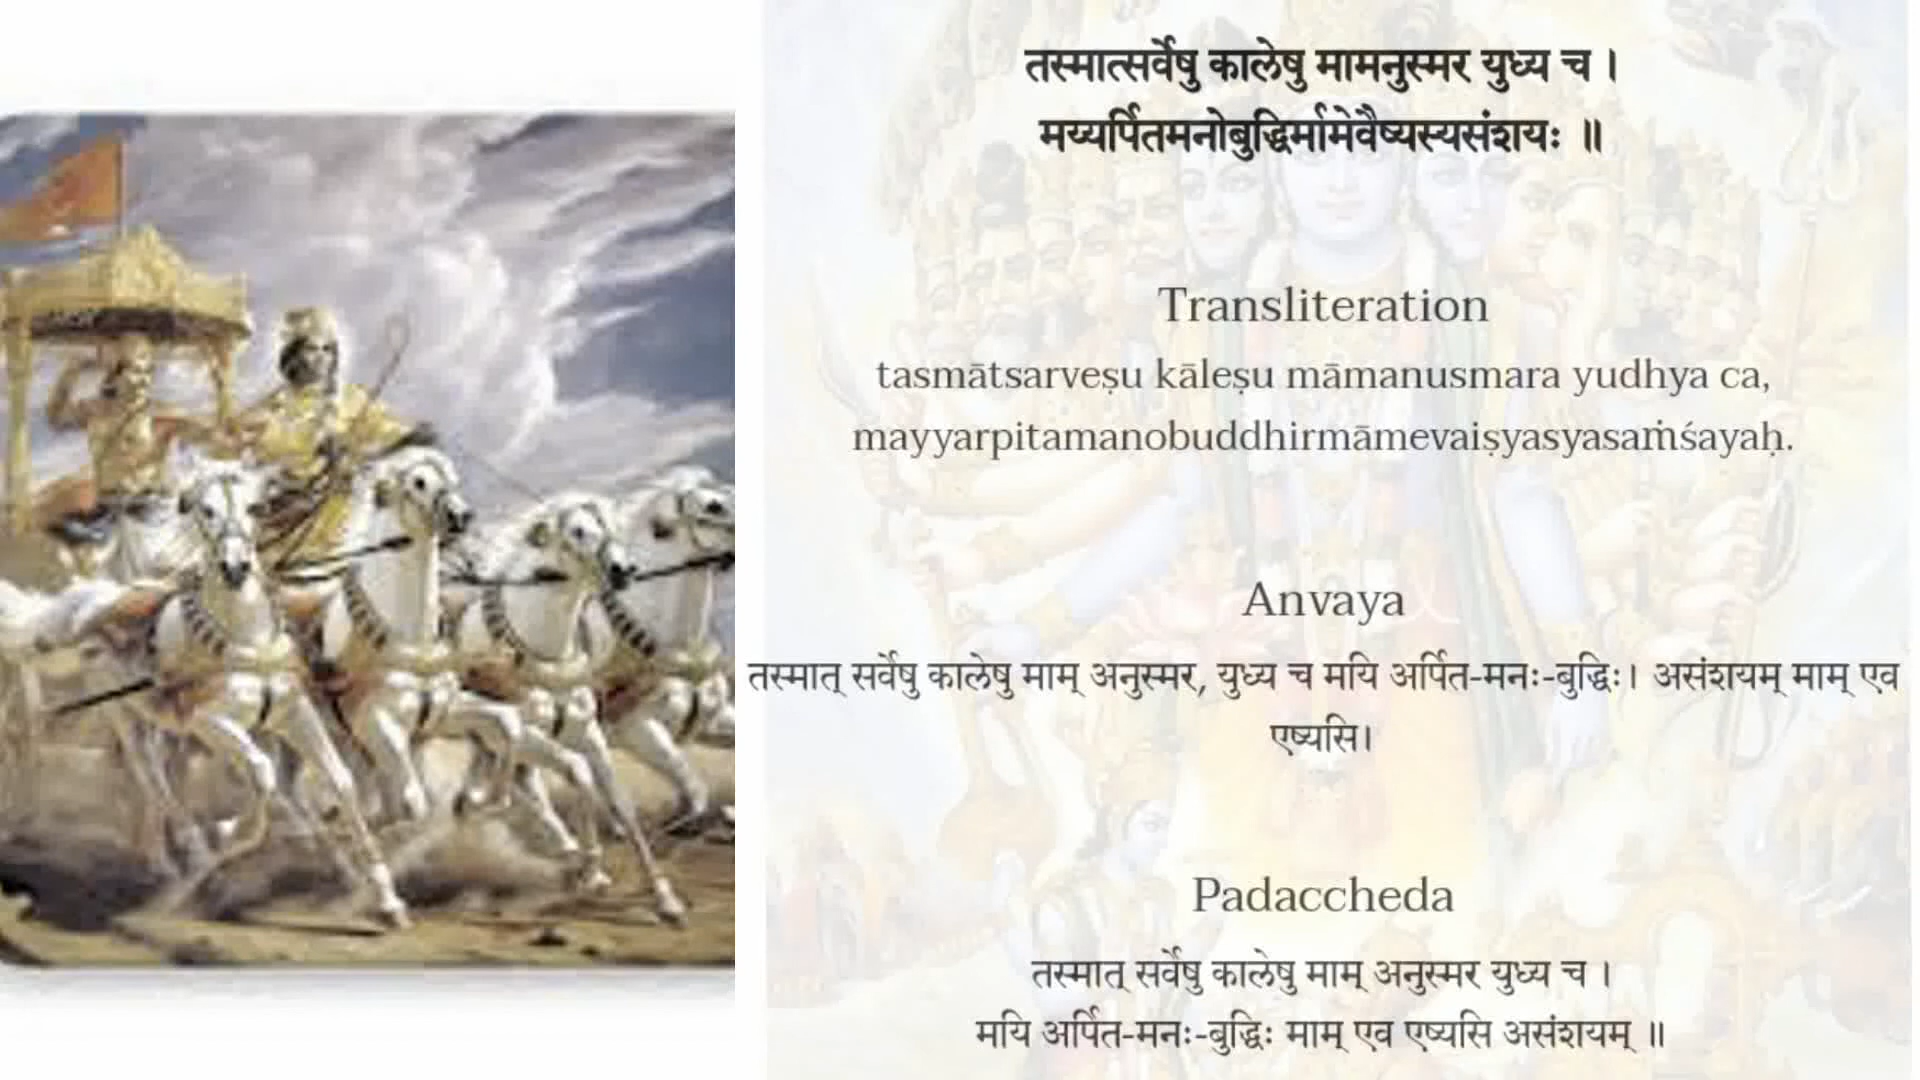 तस्मात्सर्वेषु कालेषु मामनुस्मर युध्य च ।
मय्यर्पितमनोबुद्धिर्मामेवैष्यस्यसंशयः ॥
Transliteration
tasmātsarveṣu kāleṣu māmanusmara yudhya ca,
mayyarpitamanobuddhirmāmevaiṣyasyasaṁśayaḥ.
Anvaya
तस्मात् सर्वेषु कालेषु माम् अनुस्मर, युध्य च मयि अर्पित-मनः-बुद्धिः। असंशयम् माम् एव
एष्यसि।
Padaccheda
तस्मात् सर्वेषु कालेषु माम् अनुस्मर युध्य च ।
मयि अर्पित-मनः-बुद्धिः माम् एव एष्यसि असंशयम् ॥